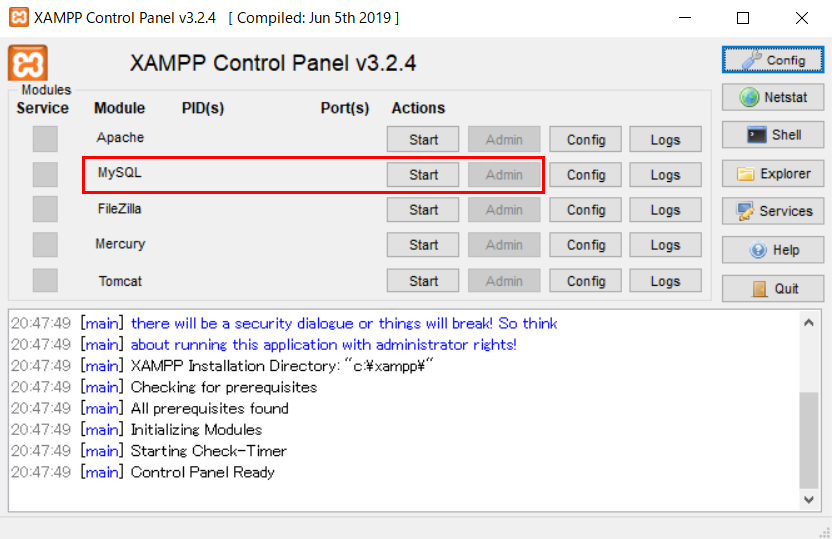 XAMPP Control Panel v3.2.4 [ Compiled: Jun 5th 2019 ]
XAMPP Control Panel v3.2.4
Config
Modules
Service Module PID(s) Port(s) Actions
Netstat
Apache Start Admin Config Logs
Shell
MySQL Start Admin Config Logs
Explorer
FileZilla Start Admin Config Logs
Services
Mercury Start Admin Config Logs
Help
Tomcat Start Admin Config Logs
Quit
20:47:49 [main] there will be a security dialogue or things will break! So think
20:47:49 [main] about running this application with administrator rights!
20:47:49 [main] XAMPP Installation Directory: "c:¥xampp¥"
20:47:49 [main] Checking for prerequisites
20:47:49 [main] All prerequisites found
20:47:49 [main] Initializing Modules
20:47:49 [main] Starting Check-Timer
20:47:49 [main] Control Panel Ready